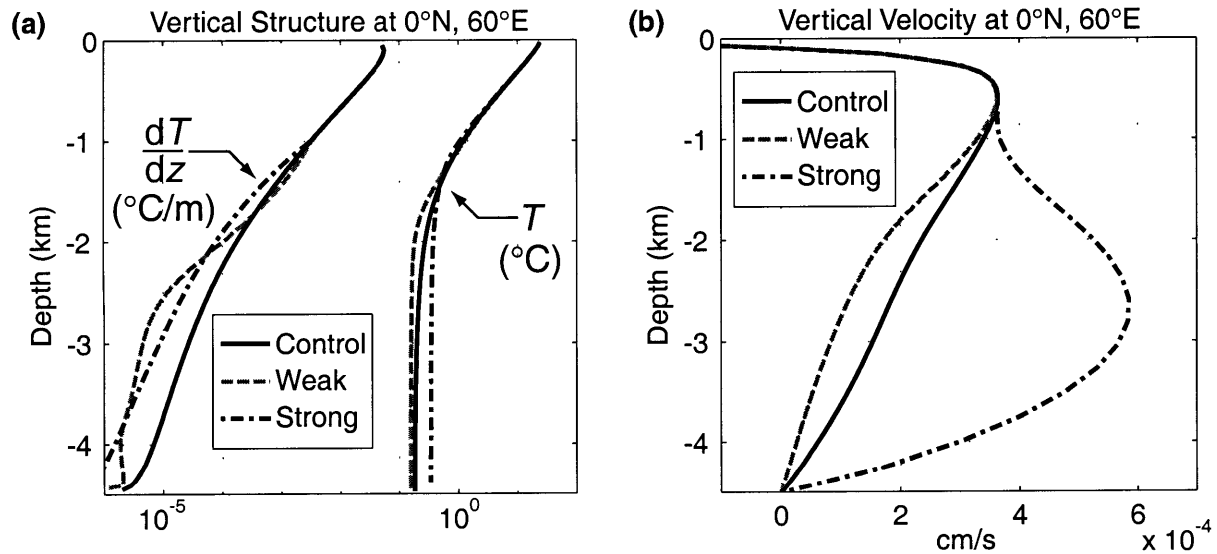 (a)
Vertical Structure at 0°N, 60°E
0
-1
-2
-3
-4
Depth (km)
dT
dz
(°C/m)
T
(°C)
Control
Weak
Strong
10⁻⁵
10⁰
(b)
Vertical Velocity at 0°N, 60°E
0
-1
-2
-3
-4
Depth (km)
Control
Weak
Strong
0
2
4
6
cm/s
x 10⁻⁴